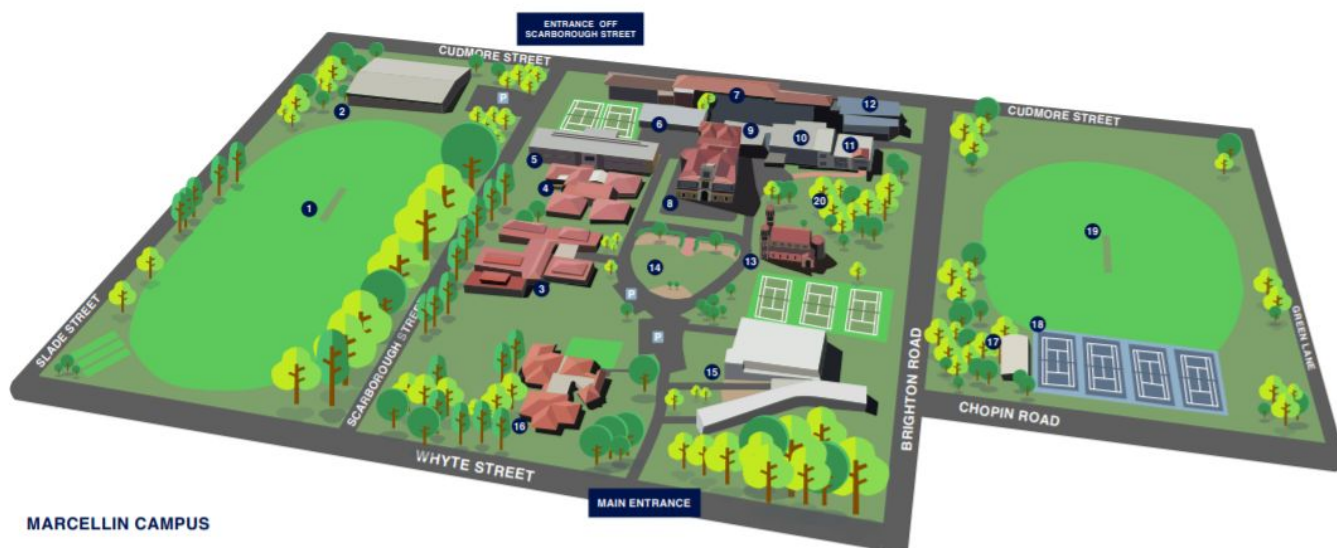 ENTRANCE OFF
SCARBOROUGH STREET
CUDMORE STREET
P
7
12
2
6
9
10
11
CUDMORE STREET
5
4
8
20
1
19
13
14
3
P
P
18
17
SLADE STREET
SCARBOROUGH STREET
BRIGHTON ROAD
GREEN LANE
15
CHOPIN ROAD
16
WHYTE STREET
MAIN ENTRANCE
MARCELLIN CAMPUS